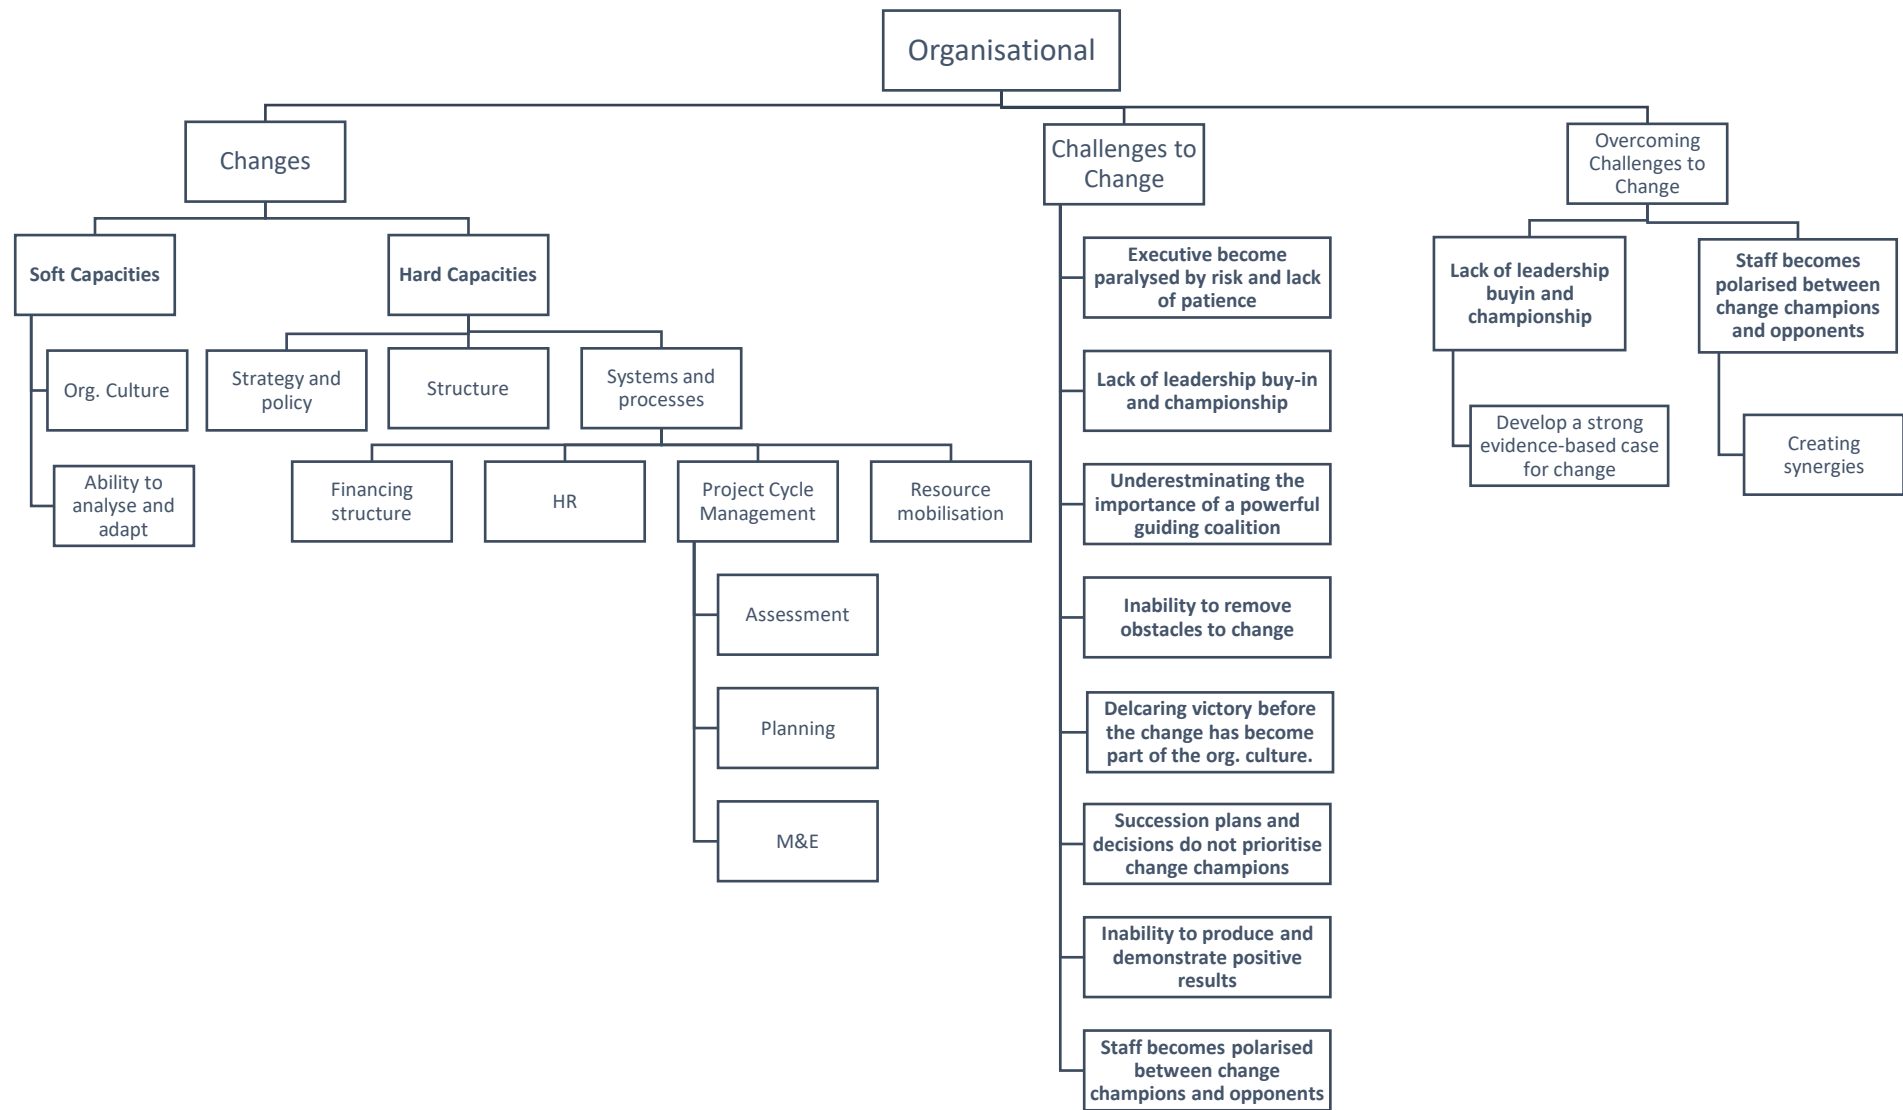 Organisational
Changes
Soft Capacities
Org. Culture
Ability to
analyse and
adapt
Hard Capacities
Strategy and
policy
Structure
Systems and
processes
Financing
structure
HR
Project Cycle
Management
Assessment
Planning
M&E
Resource
mobilisation
Challenges to
Change
Executive become
paralysed by risk and lack
of patience
Lack of leadership buy-in
and championship
Underestminating the
importance of a powerful
guiding coalition
Inability to remove
obstacles to change
Delcaring victory before
the change has become
part of the org. culture.
Succession plans and
decisions do not prioritise
change champions
Inability to produce and
demonstrate positive
results
Staff becomes polarised
between change
champions and opponents
Overcoming
Challenges to
Change
Lack of leadership
buyin and
championship
Develop a strong
evidence-based case
for change
Staff becomes
polarised between
change champions
and opponents
Creating
synergies